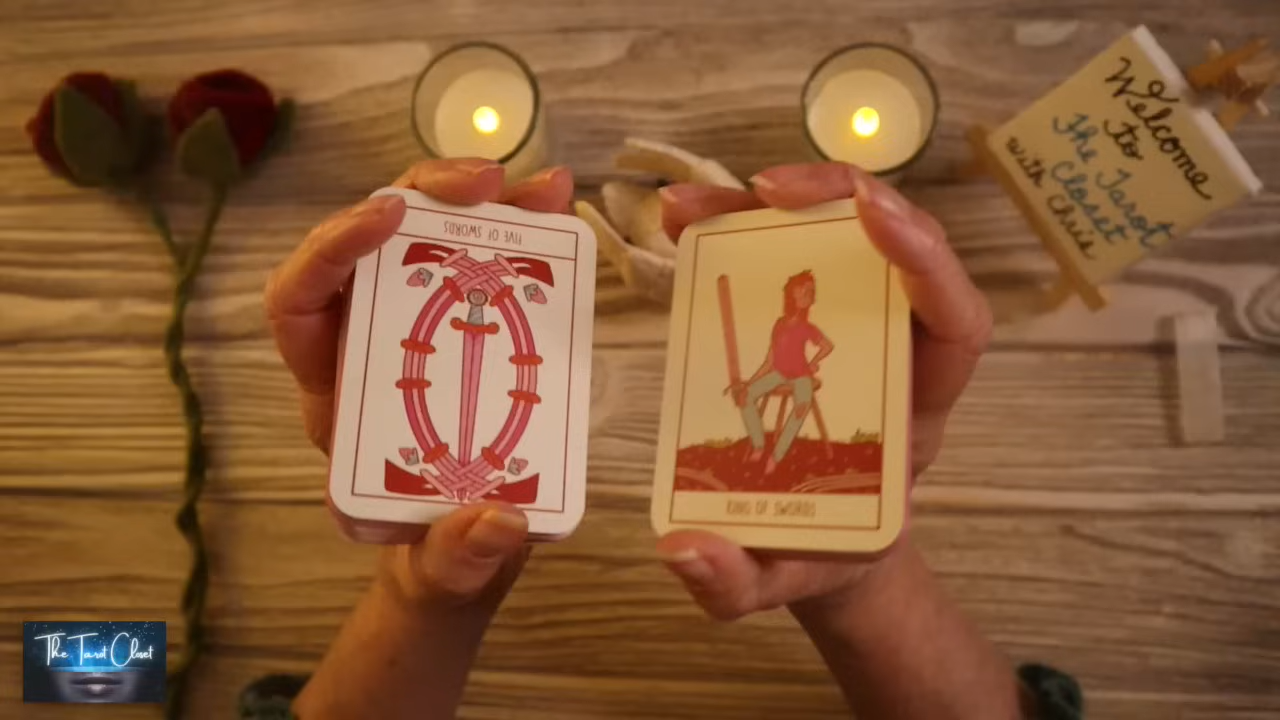 FIVE OF SWORDS
KING OF SWORDS
Welcome
to
The Tarot
Closet
with Chris
The Tarot Closet